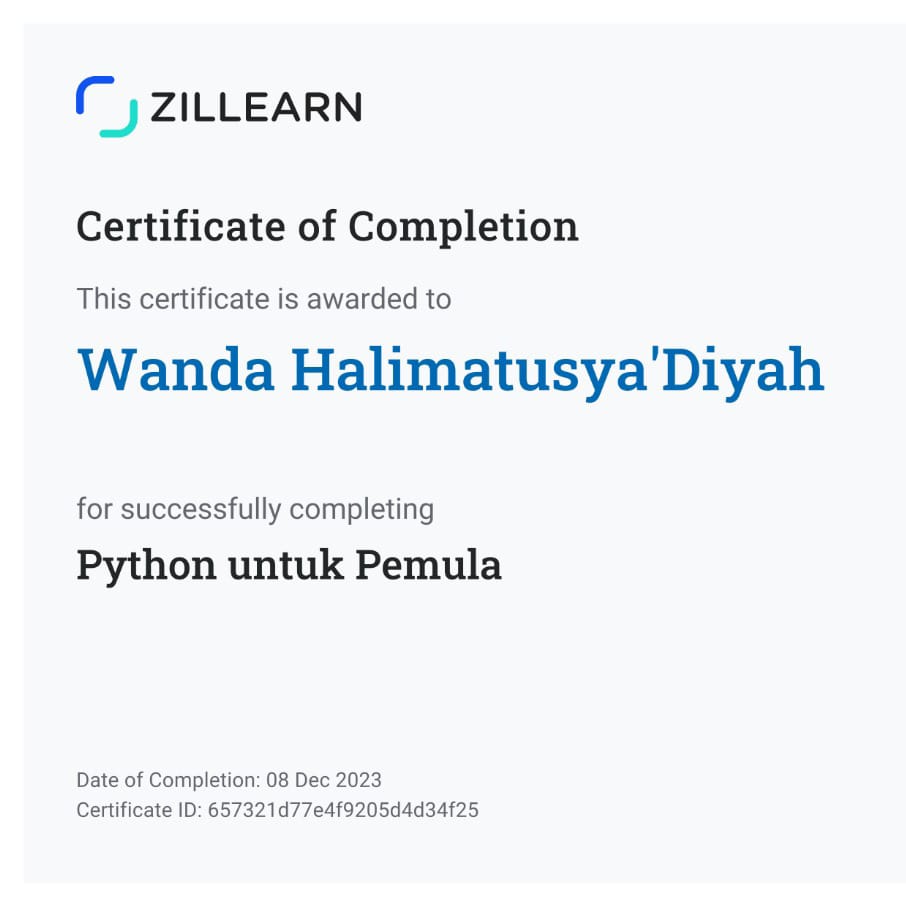 ZILLEARN
Certificate of Completion
This certificate is awarded to
Wanda Halimatusya'Diyah
for successfully completing
Python untuk Pemula
Date of Completion: 08 Dec 2023
Certificate ID: 657321d77e4f9205d4d34f25